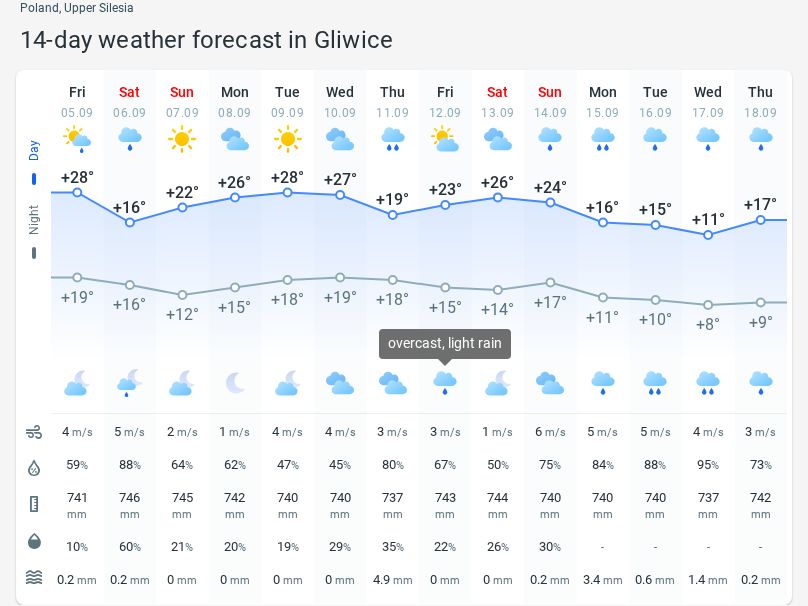 Poland, Upper Silesia
14-day weather forecast in Gliwice
Fri Sat Sun Mon Tue Wed Thu Fri Sat Sun Mon Tue Wed Thu
05.09 06.09 07.09 08.09 09.09 10.09 11.09 12.09 13.09 14.09 15.09 16.09 17.09 18.09
Day
+28° +16° +22° +26° +28° +27° +19° +23° +26° +24° +16° +15° +11° +17°
Night
+19° +16° +12° +15° +18° +19° +18° +15° +14° +17° +11° +10° +8° +9°
overcast, light rain
4 m/s 5 m/s 2 m/s 1 m/s 4 m/s 4 m/s 3 m/s 3 m/s 1 m/s 6 m/s 5 m/s 5 m/s 4 m/s 3 m/s
59% 88% 64% 62% 47% 45% 80% 67% 50% 75% 84% 88% 95% 73%
741 746 745 742 740 740 737 743 744 740 740 740 737 742
mm mm mm mm mm mm mm mm mm mm mm mm mm mm
10% 60% 21% 20% 19% 29% 35% 22% 26% 30% - - - -
0.2 mm 0.2 mm 0 mm 0 mm 0 mm 0 mm 4.9 mm 0 mm 0 mm 0.2 mm 3.4 mm 0.6 mm 1.4 mm 0.2 mm